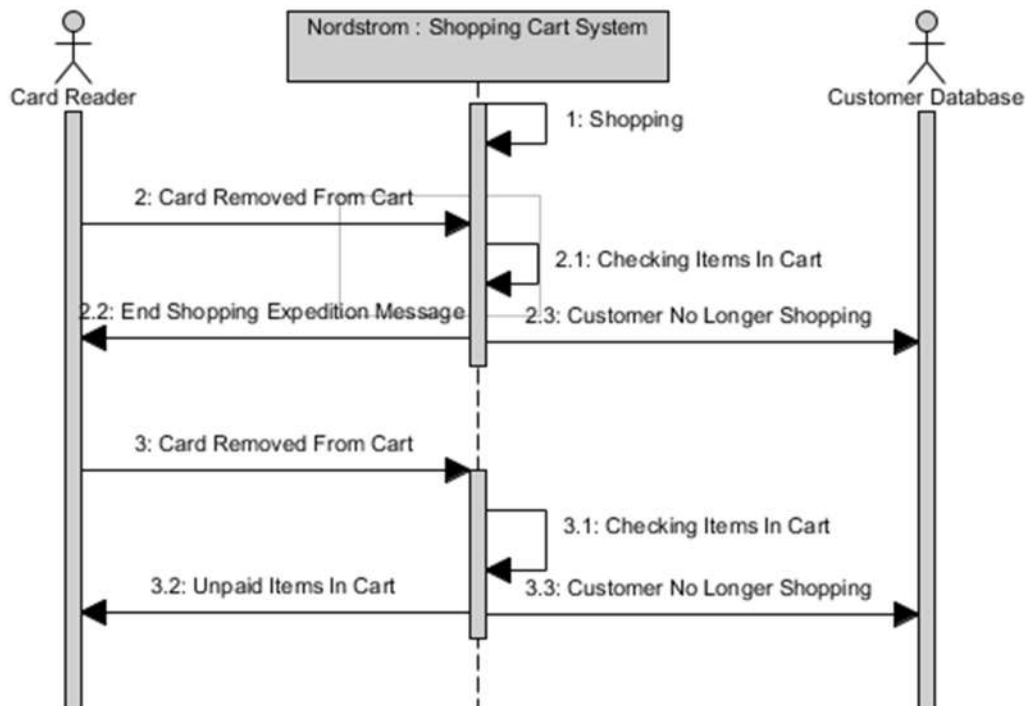 Nordstrom : Shopping Cart System
Card Reader
Customer Database
1: Shopping
2: Card Removed From Cart
2.1: Checking Items In Cart
2.2: End Shopping Expedition Message
2.3: Customer No Longer Shopping
3: Card Removed From Cart
3.1: Checking Items In Cart
3.2: Unpaid Items In Cart
3.3: Customer No Longer Shopping